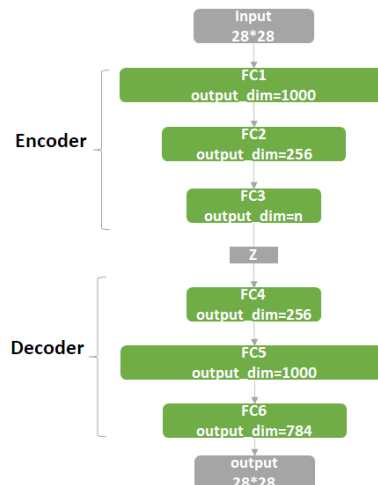 Input
28*28
FC1
output_dim=1000
Encoder
FC2
output_dim=256
FC3
output_dim=n
Z
FC4
output_dim=256
Decoder
FC5
output_dim=1000
FC6
output_dim=784
output
28*28